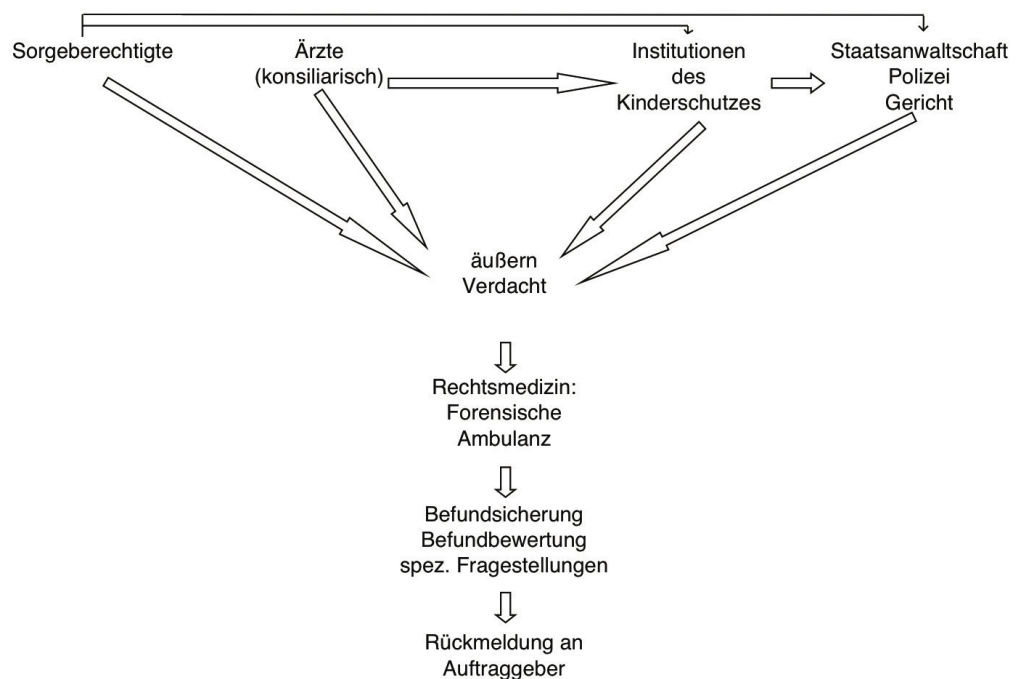 Sorgeberechtigte
Ärzte
(konsiliarisch)
Institutionen
des
Kinderschutzes
Staatsanwaltschaft
Polizei
Gericht
äußern
Verdacht
Rechtsmedizin:
Forensische
Ambulanz
Befundsicherung
Befundbewertung
spez. Fragestellungen
Rückmeldung an
Auftraggeber